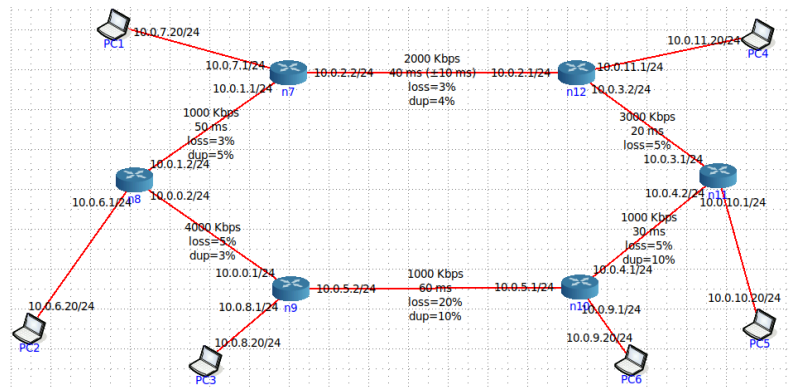 10.0.7.20/24
PC1
10.0.11.20/24
PC4
10.0.7.1/24
n7
10.0.2.2/24
2000 Kbps
40 ms (±10 ms)
loss=3%
dup=4%
10.0.2.1/24
n12
10.0.11.1/24
10.0.1.1/24
10.0.3.2/24
1000 Kbps
50 ms
loss=3%
dup=5%
3000 Kbps
20 ms
loss=5%
10.0.1.2/24
n8
10.0.3.1/24
10.0.6.1/24
10.0.0.2/24
10.0.4.2/24
n11
10.0.10.1/24
4000 Kbps
loss=5%
dup=3%
1000 Kbps
30 ms
loss=5%
dup=10%
10.0.0.1/24
n9
10.0.5.2/24
1000 Kbps
60 ms
loss=20%
dup=10%
10.0.5.1/24
10.0.4.1/24
n10
10.0.6.20/24
PC2
10.0.8.1/24
10.0.9.1/24
10.0.10.20/24
PC5
10.0.8.20/24
PC3
10.0.9.20/24
PC6